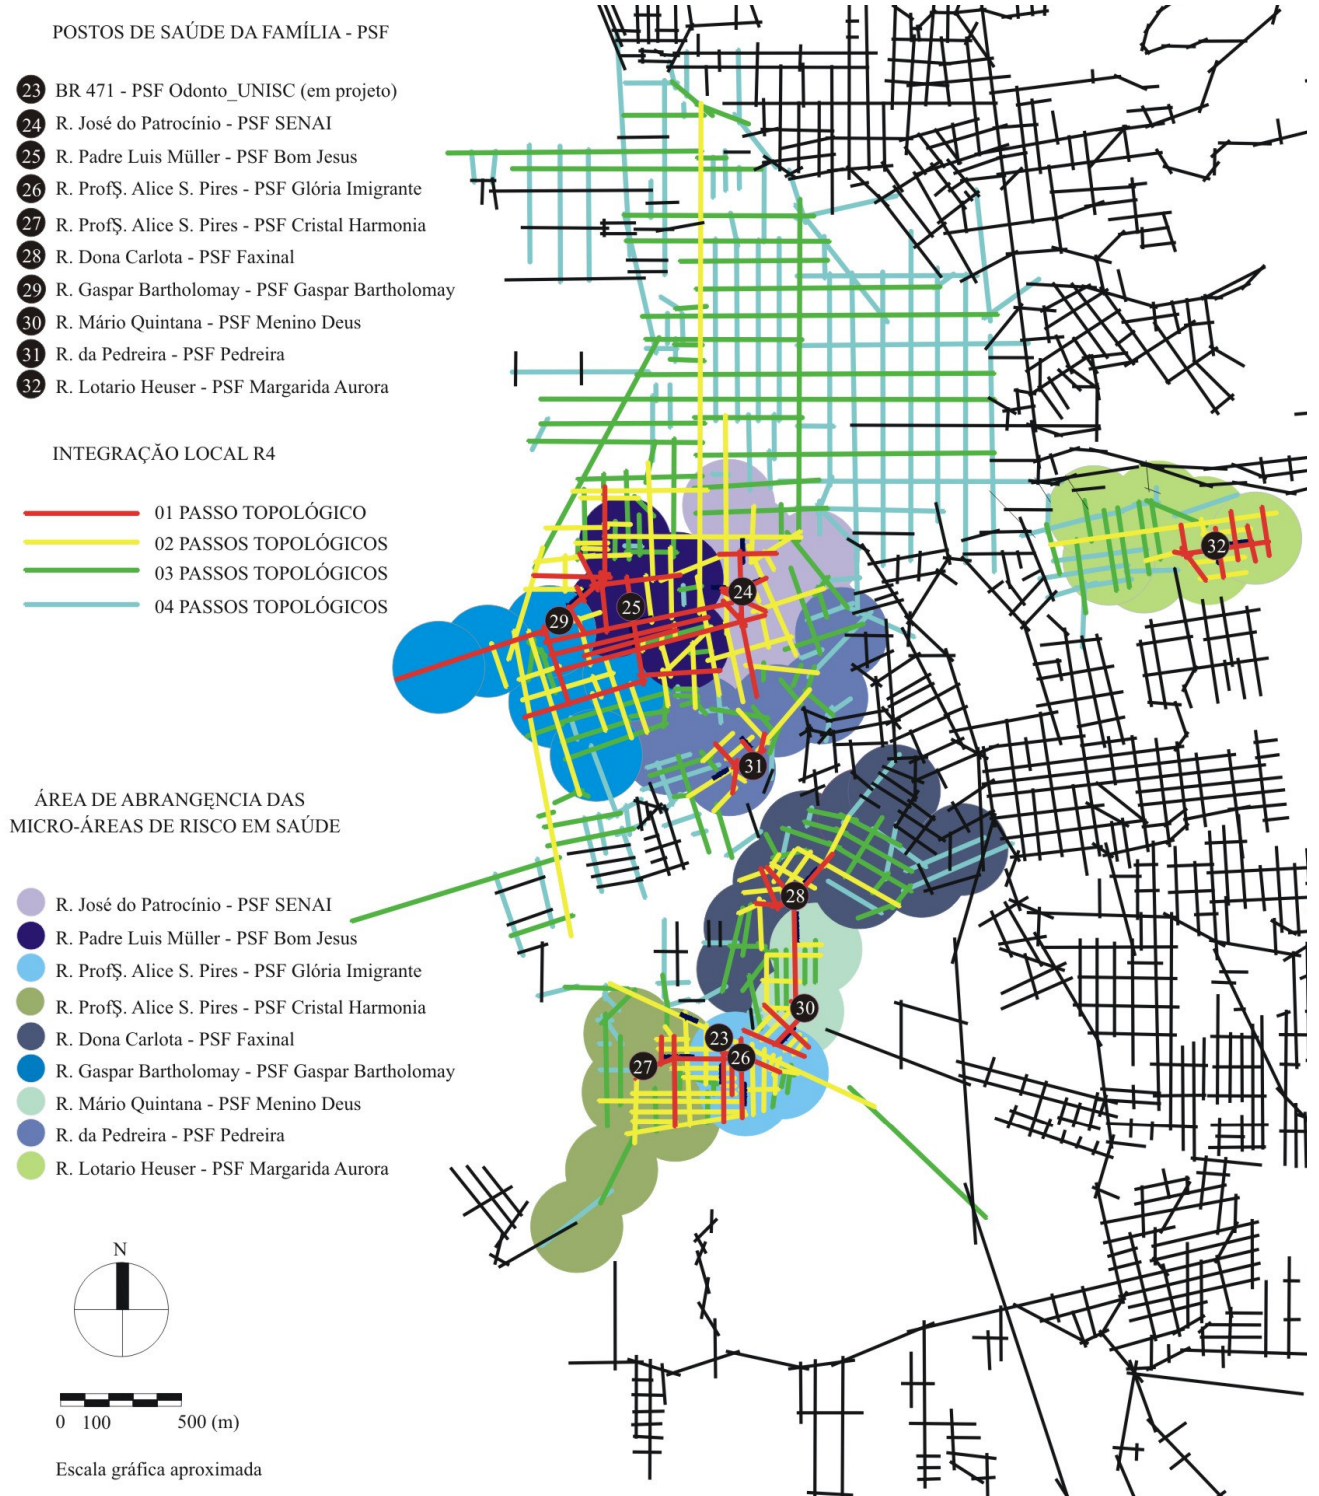 POSTOS DE SAÚDE DA FAMÍLIA - PSF
23 BR 471 - PSF Odonto_UNISC (em projeto)
24 R. José do Patrocínio - PSF SENAI
25 R. Padre Luis Müller - PSF Bom Jesus
26 R. ProfŞ. Alice S. Pires - PSF Glória Imigrante
27 R. ProfŞ. Alice S. Pires - PSF Cristal Harmonia
28 R. Dona Carlota - PSF Faxinal
29 R. Gaspar Bartholomay - PSF Gaspar Bartholomay
30 R. Mário Quintana - PSF Menino Deus
31 R. da Pedreira - PSF Pedreira
32 R. Lotario Heuser - PSF Margarida Aurora
INTEGRAÇĂO LOCAL R4
01 PASSO TOPOLÓGICO
02 PASSOS TOPOLÓGICOS
03 PASSOS TOPOLÓGICOS
04 PASSOS TOPOLÓGICOS
ÁREA DE ABRANGĘNCIA DAS
MICRO-ÁREAS DE RISCO EM SAÚDE
R. José do Patrocínio - PSF SENAI
R. Padre Luis Müller - PSF Bom Jesus
R. ProfŞ. Alice S. Pires - PSF Glória Imigrante
R. ProfŞ. Alice S. Pires - PSF Cristal Harmonia
R. Dona Carlota - PSF Faxinal
R. Gaspar Bartholomay - PSF Gaspar Bartholomay
R. Mário Quintana - PSF Menino Deus
R. da Pedreira - PSF Pedreira
R. Lotario Heuser - PSF Margarida Aurora
N
0 100 500 (m)
Escala gráfica aproximada
32
24
25
29
31
28
30
23
26
27